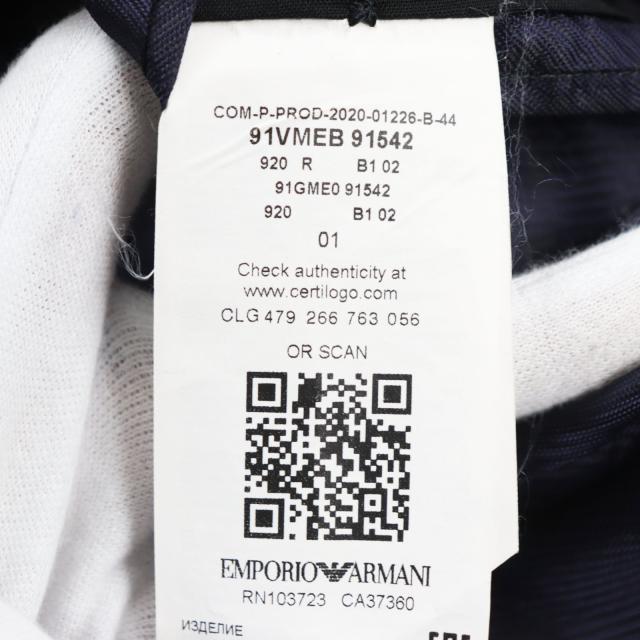 COM-P-PROD-2020-01226-B-44
91VMEB 91542
920 R B1 02
91GME0 91542
920 B1 02
01
Check authenticity at
www.certilogo.com
CLG 479 266 763 056
OR SCAN
EMPORIO ARMANI
RN103723 CA37360
ИЗДЕЛИЕ